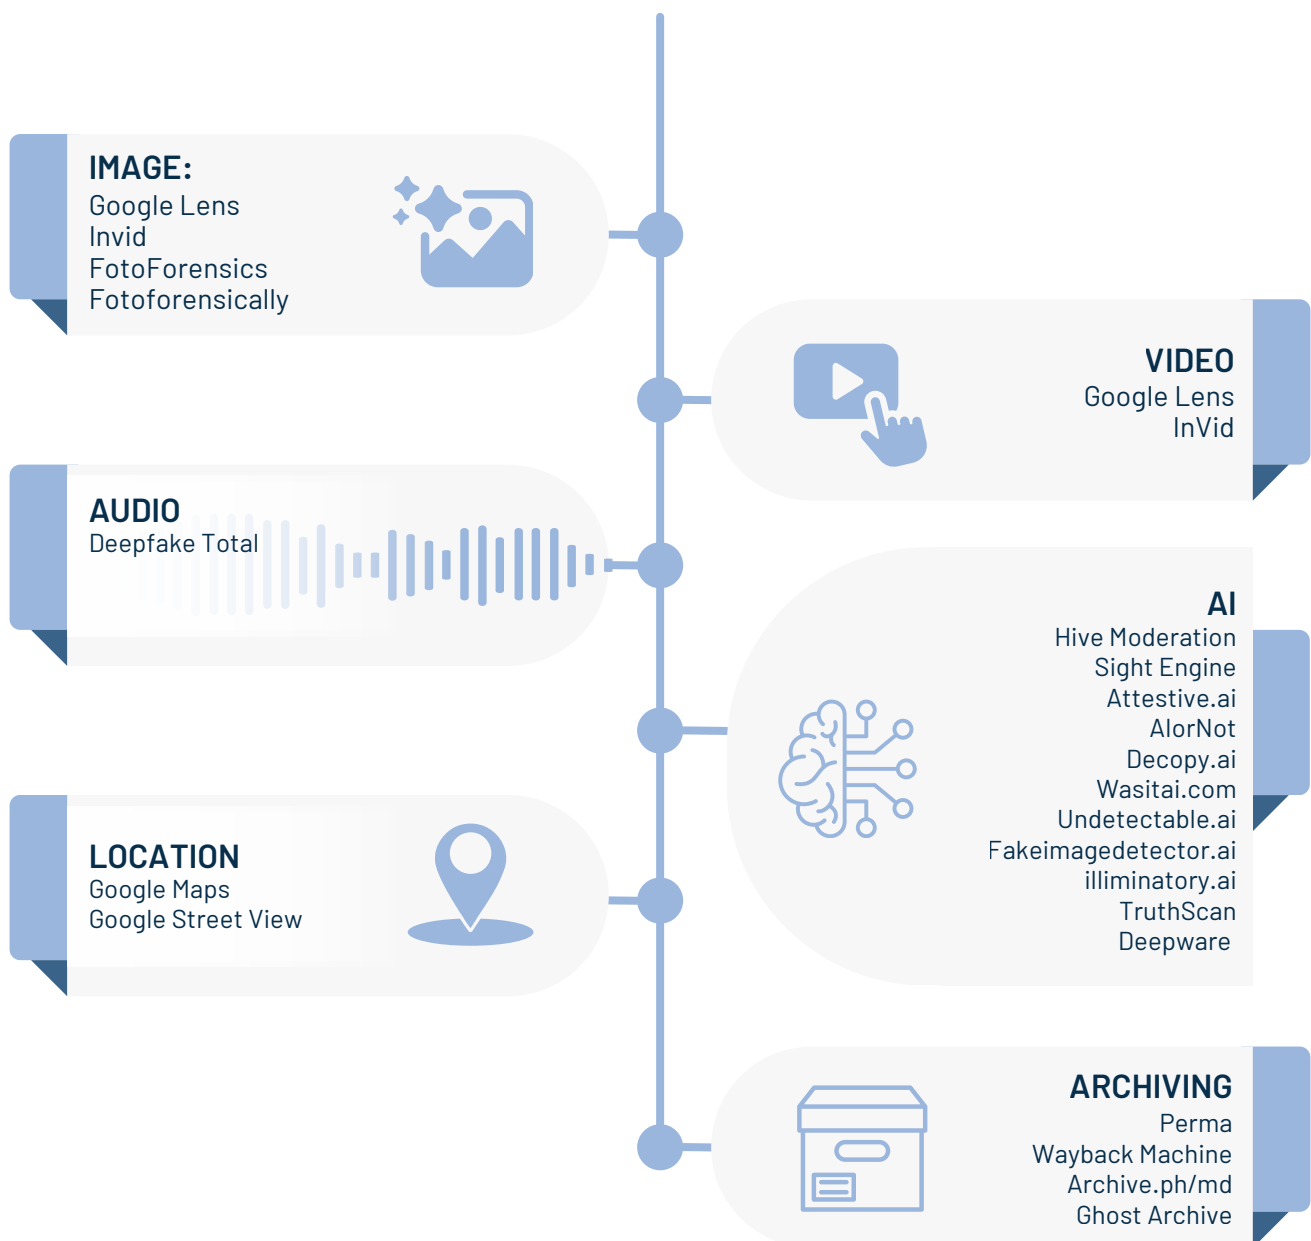 IMAGE:
Google Lens
Invid
FotoForensics
Fotoforensically
VIDEO
Google Lens
InVid
AUDIO
Deepfake Total
AI
Hive Moderation
Sight Engine
Attestive.ai
AIorNot
Decopy.ai
Wasitai.com
Undetectable.ai
Fakeimagedetector.ai
illiminatory.ai
TruthScan
Deepware
LOCATION
Google Maps
Google Street View
ARCHIVING
Perma
Wayback Machine
Archive.ph/md
Ghost Archive